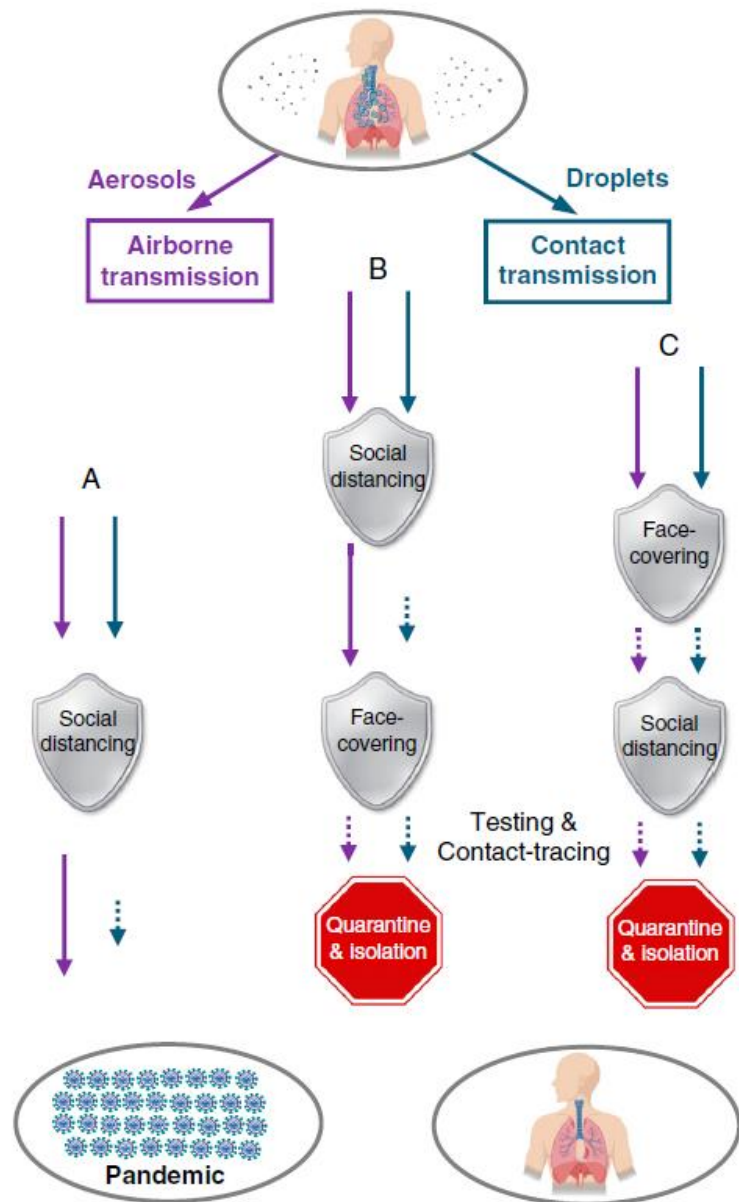 Aerosols
Droplets
Airborne
transmission
Contact
transmission
B
C
A
Social
distancing
Face-
covering
Social
distancing
Face-
covering
Social
distancing
Testing &
Contact-tracing
Quarantine
& isolation
Quarantine
& isolation
Pandemic